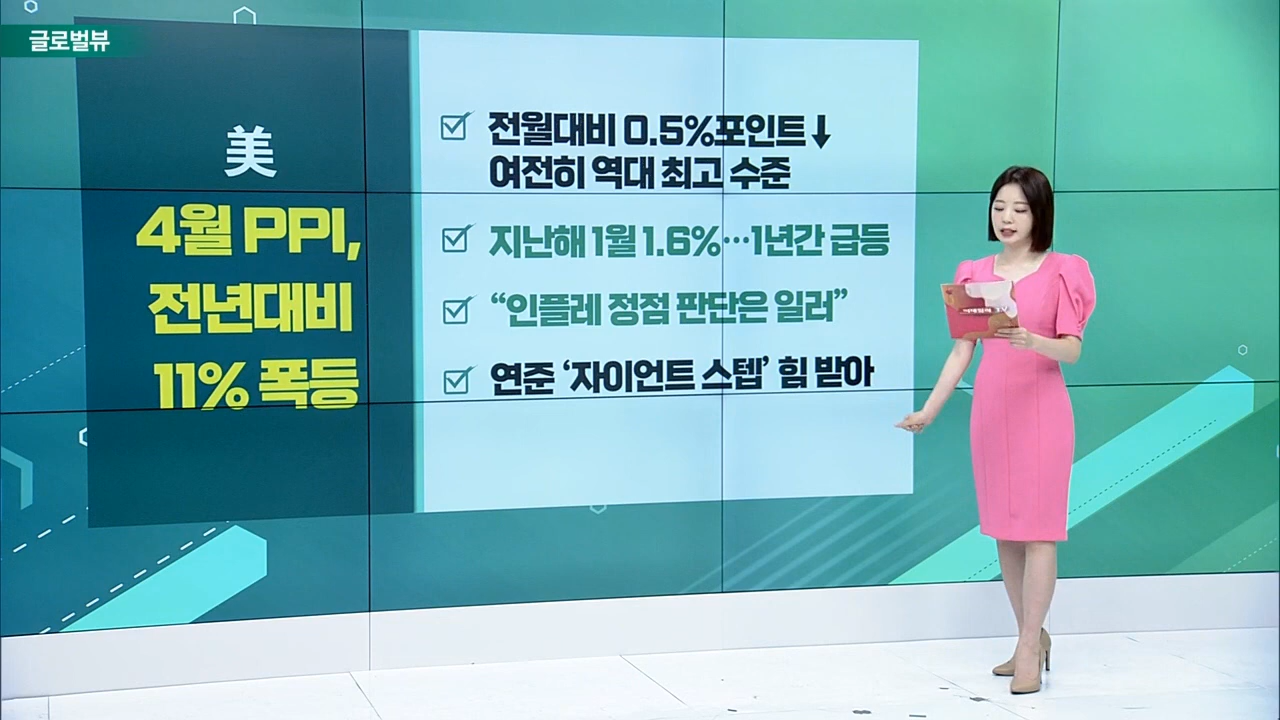 글로벌뷰
美
4월 PPI,
전년대비
11% 폭등
전월대비 0.5%포인트↓
여전히 역대 최고 수준
지난해 1월 1.6%…1년간 급등
“인플레 정점 판단은 일러”
연준 ‘자이언트 스텝’ 힘 받아